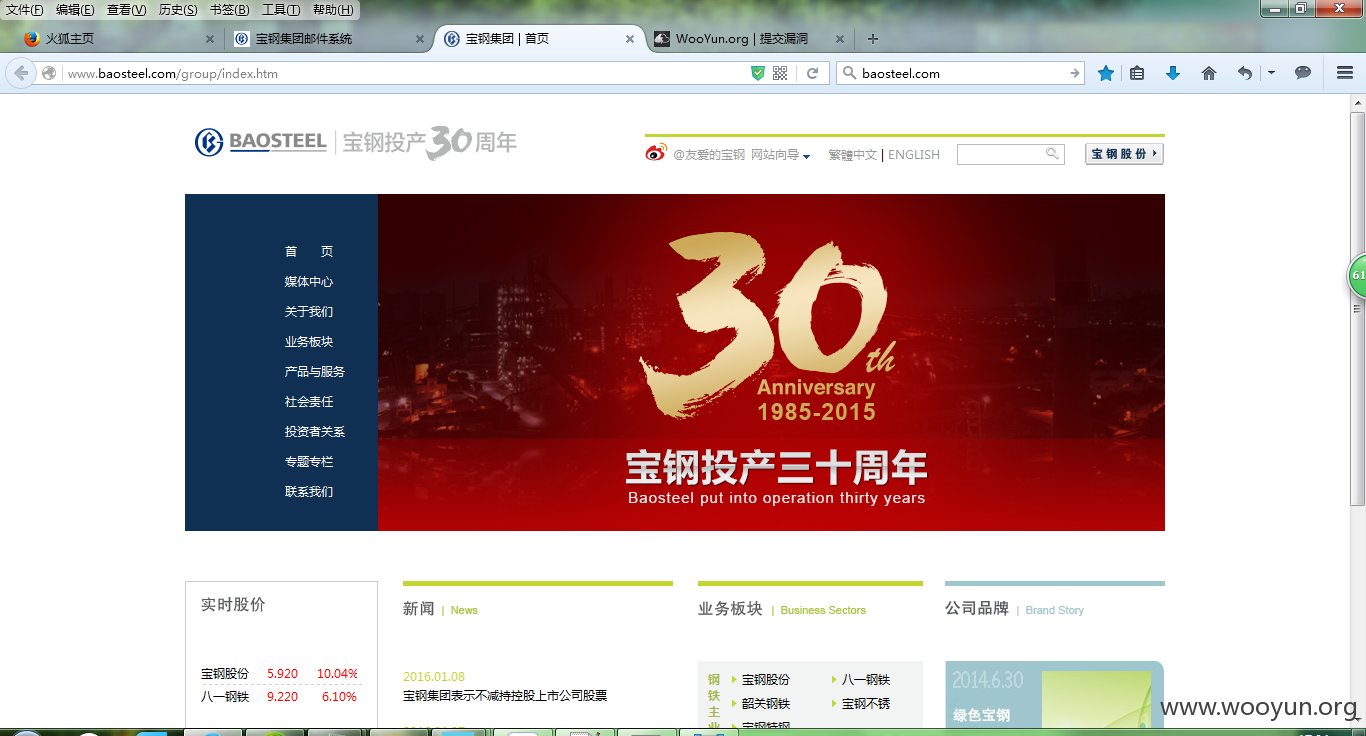 文件(F) 编辑(E) 查看(V) 历史(S) 书签(B) 工具(T) 帮助(H)
火狐主页 宝钢集团邮件系统 宝钢集团 | 首页 WooYun.org | 提交漏洞
www.baosteel.com/group/index.htm baosteel.com
BAOSTEEL 宝钢投产30周年
@友爱的宝钢 网站向导 繁體中文 ENGLISH 宝钢股份
首 页
媒体中心
关于我们
业务板块
产品与服务
社会责任
投资者关系
专题专栏
联系我们
30th
Anniversary
1985-2015
宝钢投产三十周年
Baosteel put into operation thirty years
61
实时股价
宝钢股份 5.920 10.04%
八一钢铁 9.220 6.10%
新闻 | News
2016.01.08
宝钢集团表示不减持控股上市公司股票
业务板块 | Business Sectors
钢铁主业
宝钢股份 八一钢铁
韶关钢铁 宝钢不锈
宝钢特钢
公司品牌 | Brand Story
2014.6.30
绿色宝钢
www.wooyun.org